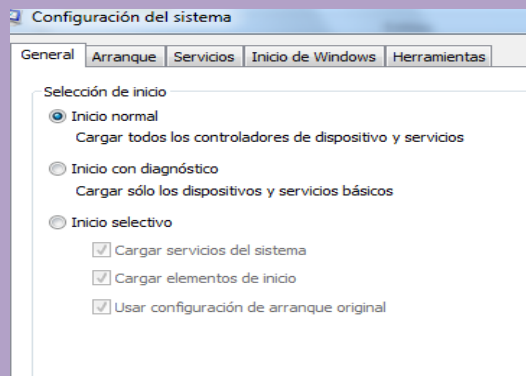 Configuración del sistema
General Arranque Servicios Inicio de Windows Herramientas
Selección de inicio
Inicio normal
Cargar todos los controladores de dispositivo y servicios
Inicio con diagnóstico
Cargar sólo los dispositivos y servicios básicos
Inicio selectivo
Cargar servicios del sistema
Cargar elementos de inicio
Usar configuración de arranque original